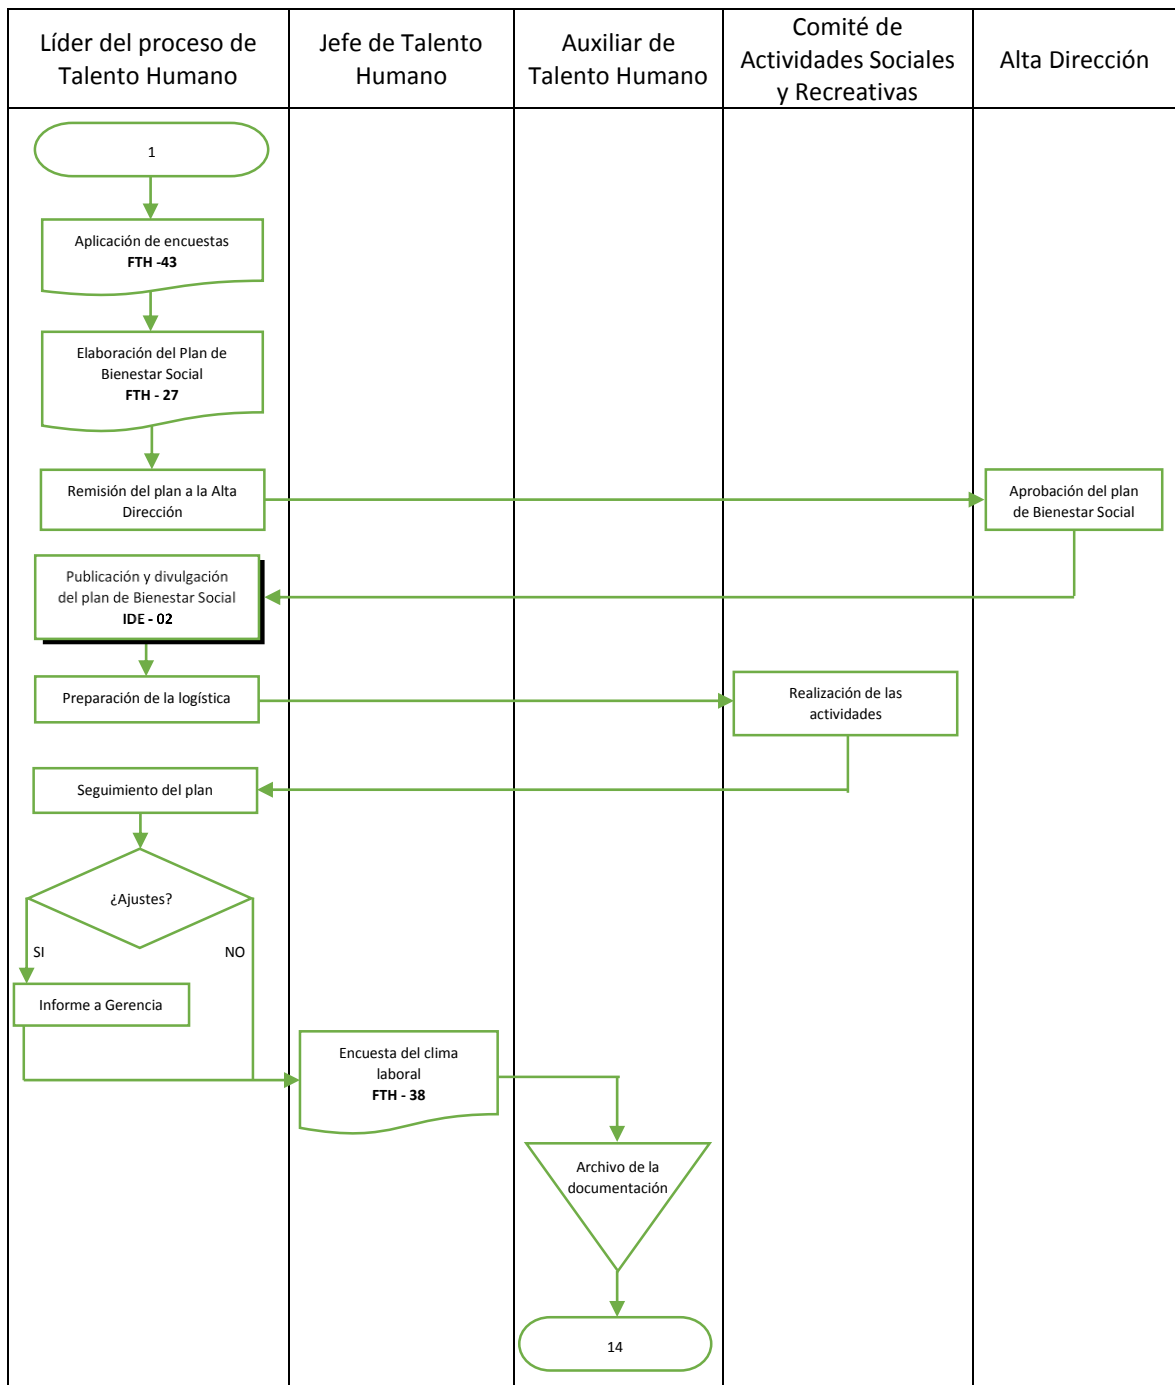 Líder del proceso de
Talento Humano
Jefe de Talento
Humano
Auxiliar de
Talento Humano
Comité de
Actividades Sociales
y Recreativas
Alta Dirección
1
Aplicación de encuestas
FTH -43
Elaboración del Plan de
Bienestar Social
FTH - 27
Remisión del plan a la Alta
Dirección
Aprobación del plan
de Bienestar Social
Publicación y divulgación
del plan de Bienestar Social
IDE - 02
Preparación de la logística
Realización de las
actividades
Seguimiento del plan
¿Ajustes?
SI
NO
Informe a Gerencia
Encuesta del clima
laboral
FTH - 38
Archivo de la
documentación
14